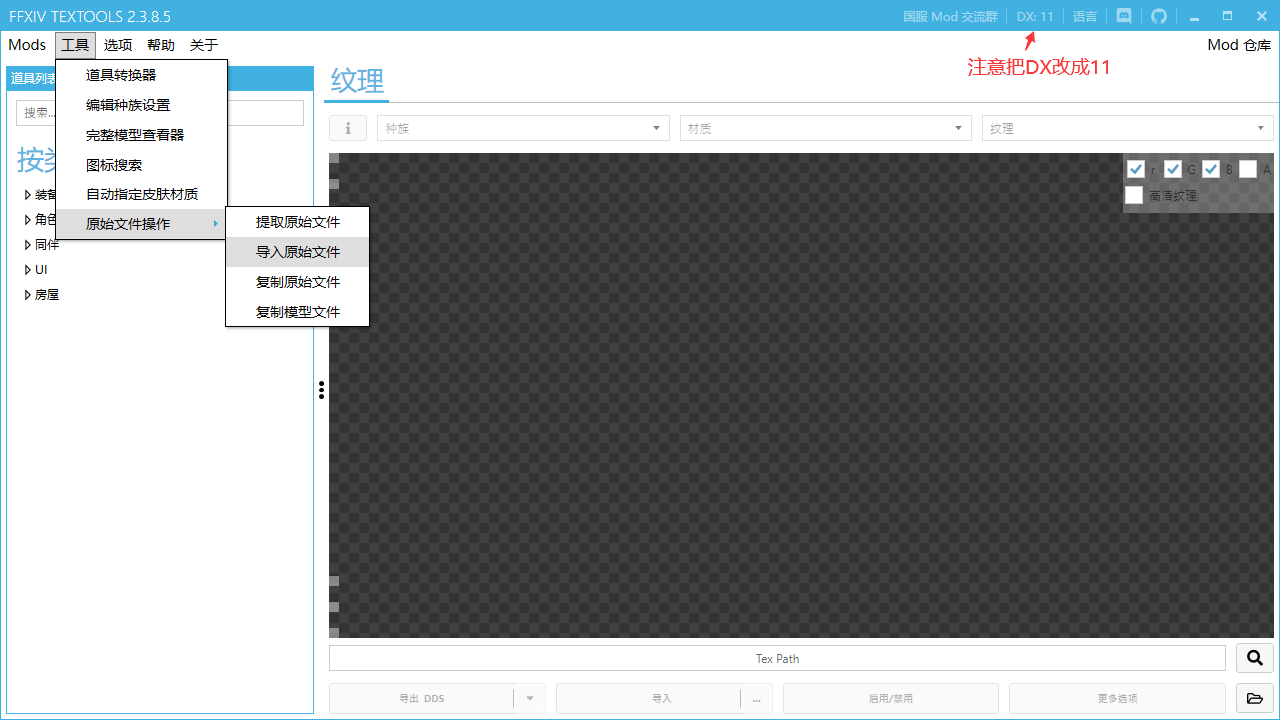 FFXIV TEXTOOLS 2.3.8.5
国服 Mod 交流群
DX: 11
语言
Mods
工具
选项
帮助
关于
Mod 仓库
注意把DX改成11
道具列表
搜索...
道具转换器
编辑种族设置
完整模型查看器
图标搜索
自动指定皮肤材质
原始文件操作
提取原始文件
导入原始文件
复制原始文件
复制模型文件
按类
装备
角色
同伴
UI
房屋
纹理
种族
材质
纹理
r
G
B
A
高清纹理
Tex Path
导出 DDS
导入
...
启用/禁用
更多选项